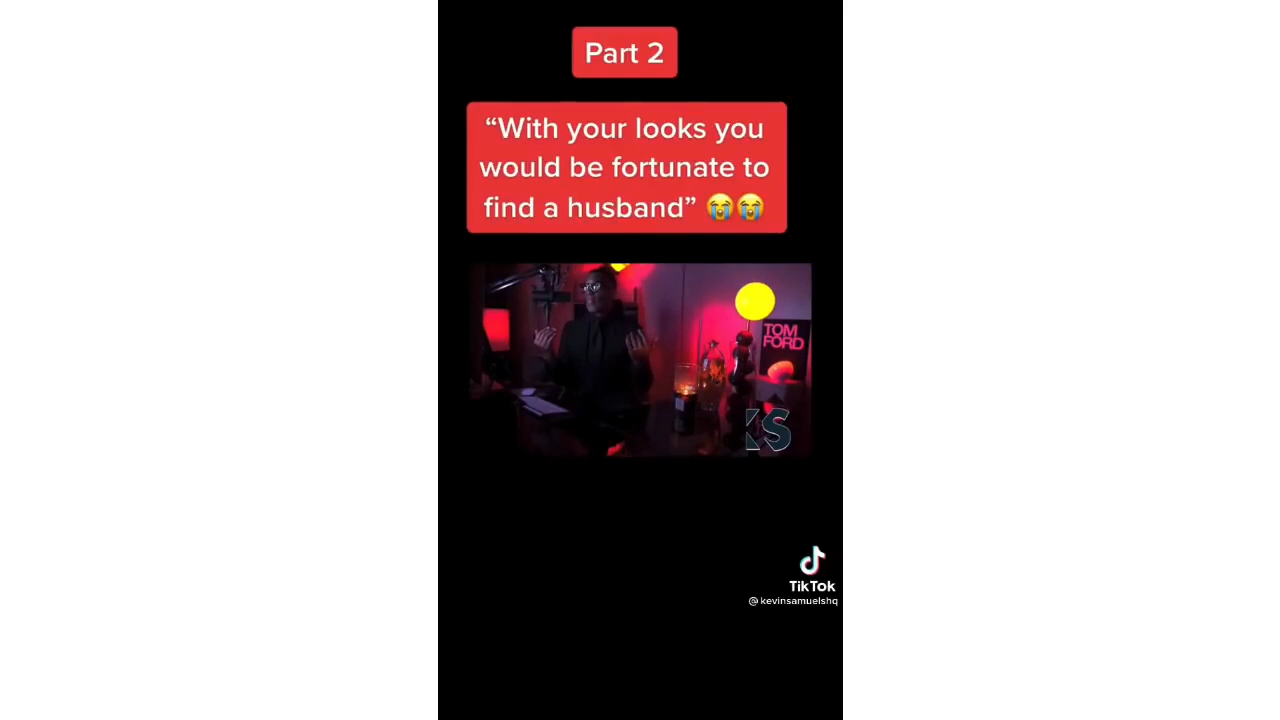 Part 2
“With your looks you
would be fortunate to
find a husband” 😭😭
TOM
FORD
KS
TikTok
@kevinsamuelshq